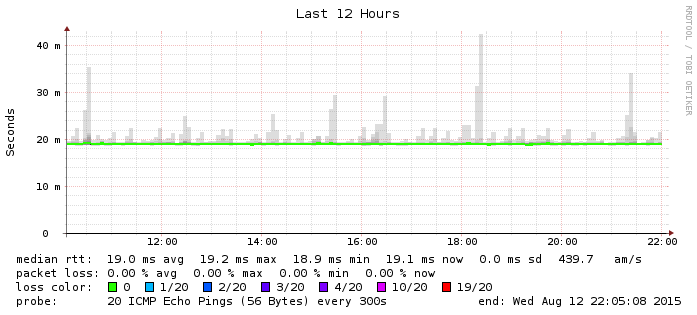 Last 12 Hours
RRDTOOL / TOBI OETIKER
Seconds
40 m
30 m
20 m
10 m
0
12:00 14:00 16:00 18:00 20:00 22:00
median rtt: 19.0 ms avg 19.2 ms max 18.9 ms min 19.1 ms now 0.0 ms sd 439.7 am/s
packet loss: 0.00 % avg 0.00 % max 0.00 % min 0.00 % now
loss color: 0 1/20 2/20 3/20 4/20 10/20 19/20
probe: 20 ICMP Echo Pings (56 Bytes) every 300s end: Wed Aug 12 22:05:08 2015